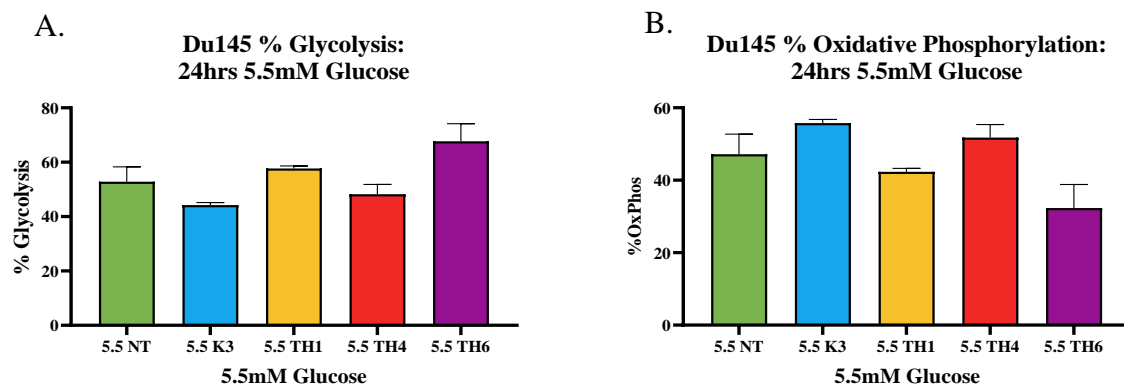 A.
Du145 % Glycolysis:
24hrs 5.5mM Glucose
% Glycolysis
80
60
40
20
0
5.5 NT 5.5 K3 5.5 TH1 5.5 TH4 5.5 TH6
5.5mM Glucose
B.
Du145 % Oxidative Phosphorylation:
24hrs 5.5mM Glucose
%OxPhos
60
40
20
0
5.5 NT 5.5 K3 5.5 TH1 5.5 TH4 5.5 TH6
5.5mM Glucose